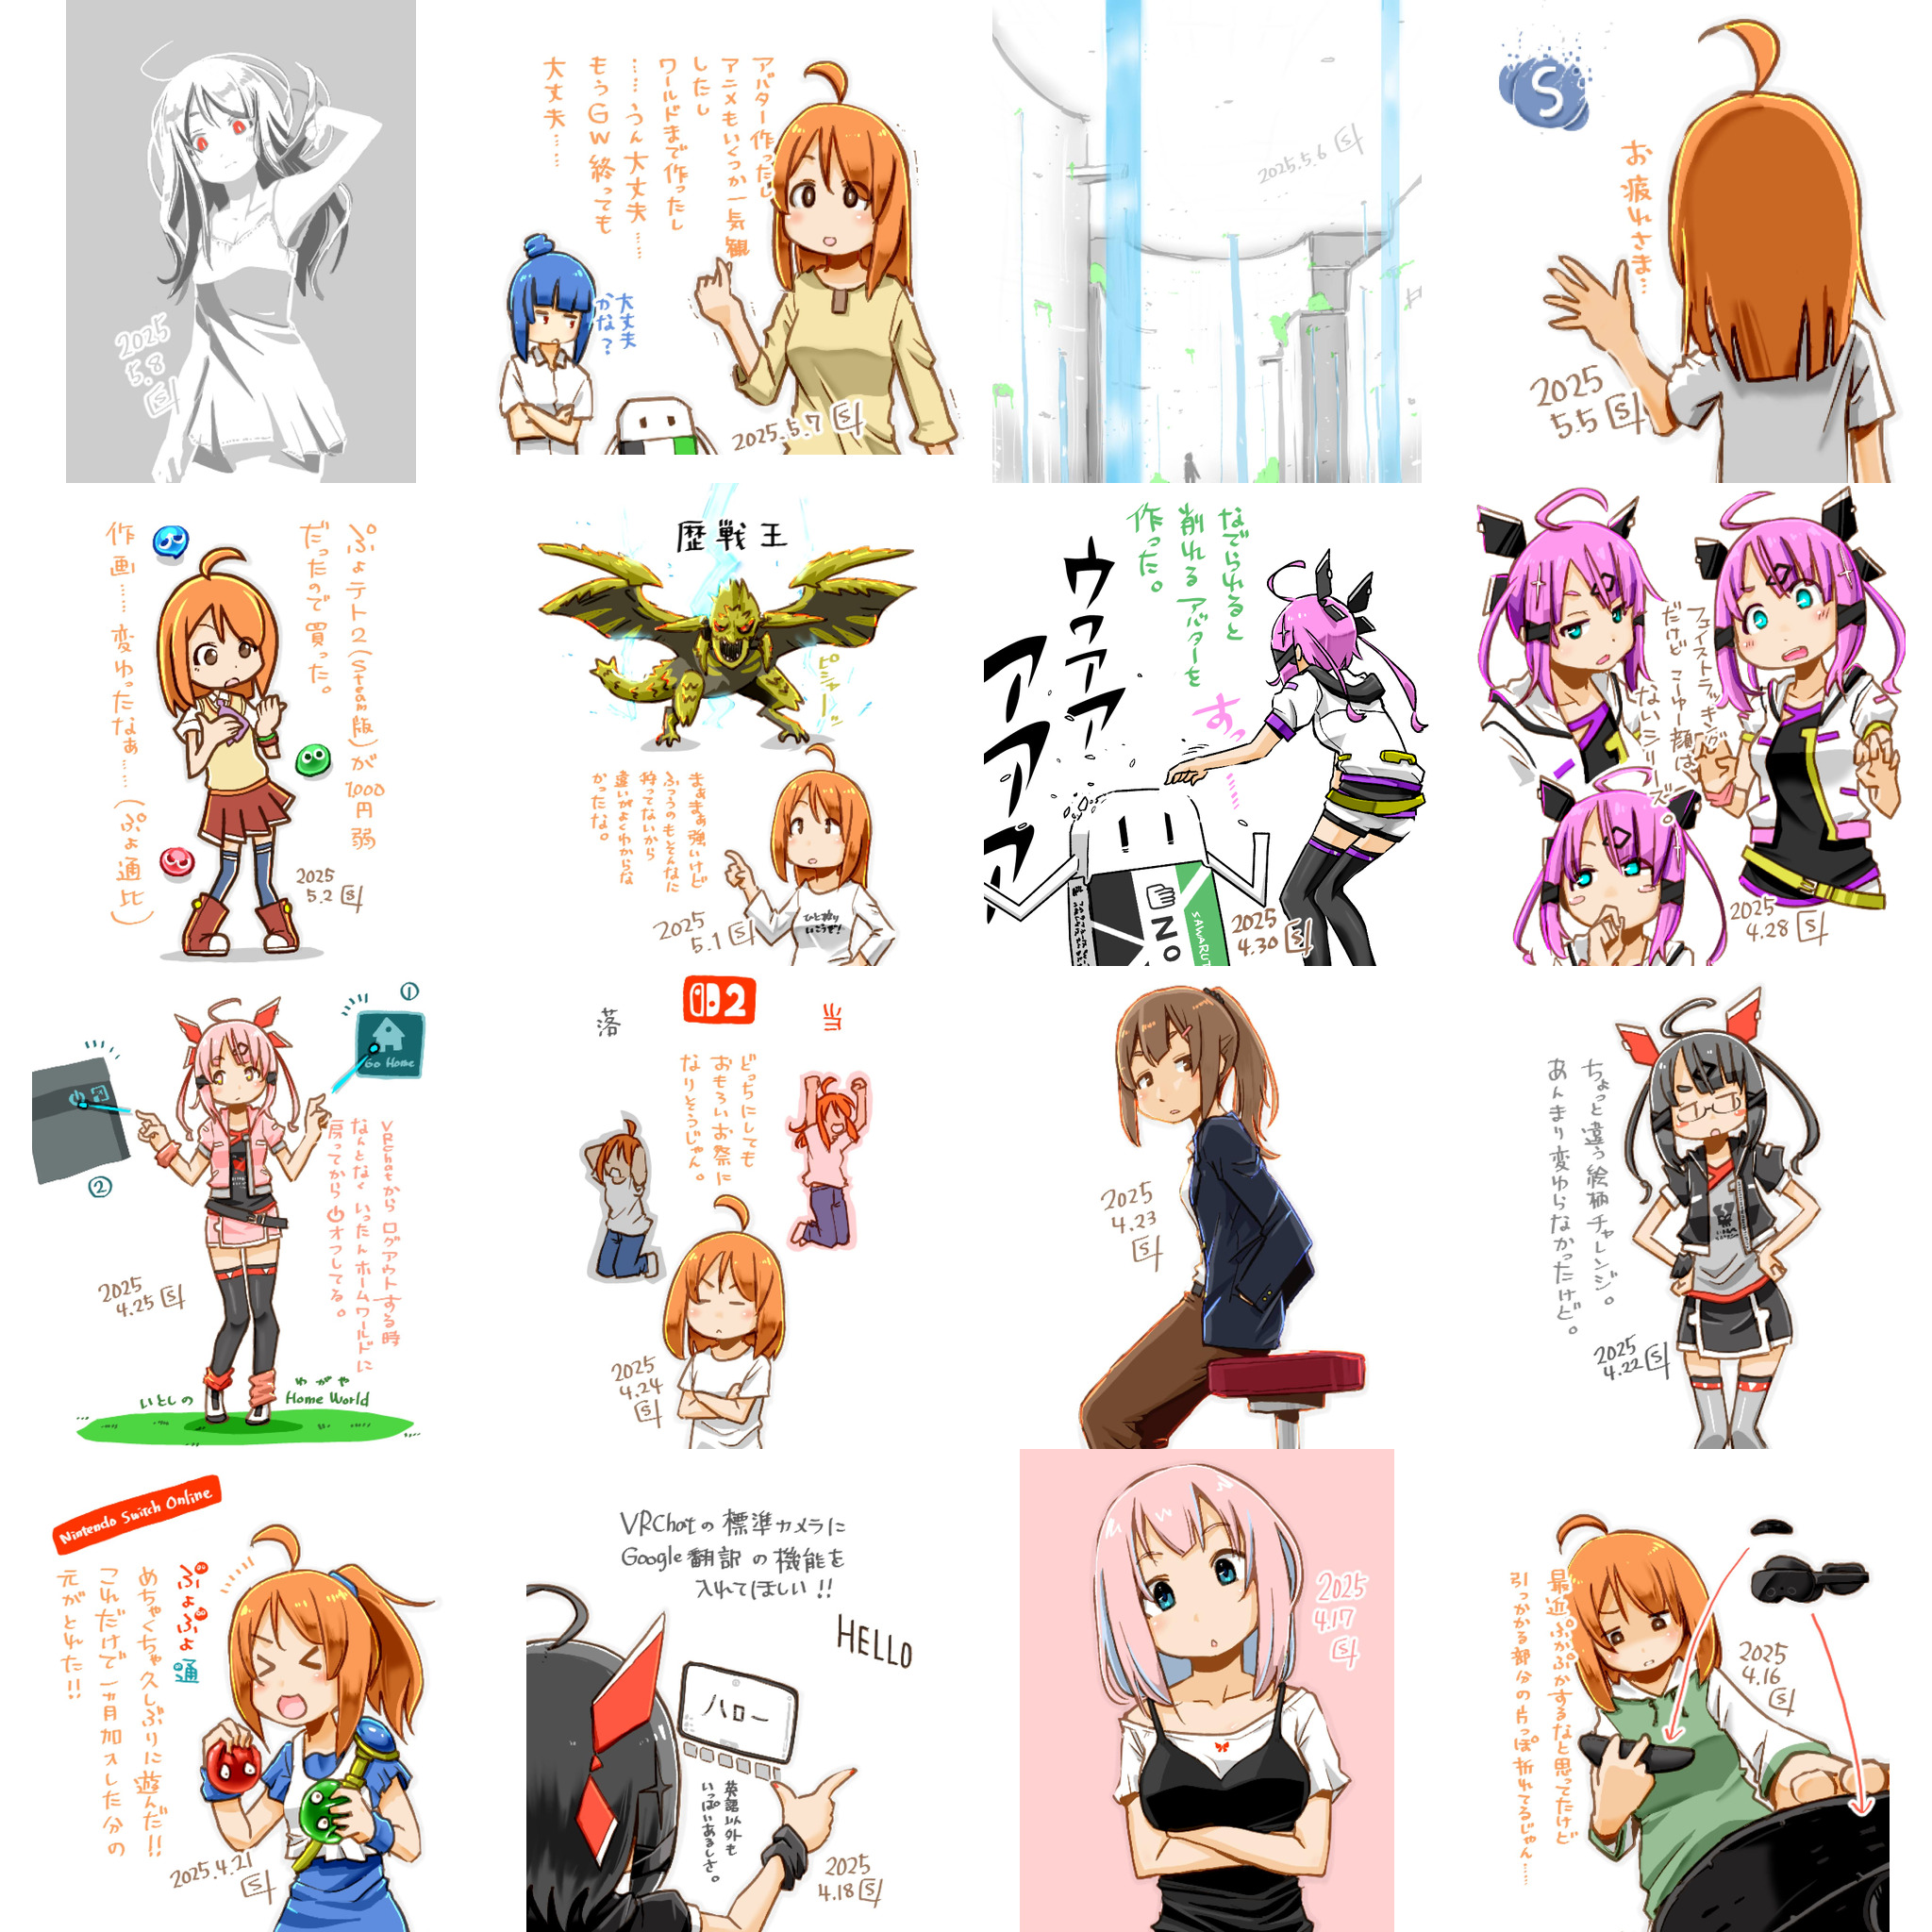 2025
5.8
アバター作ったし
アニメもいくつか一気観
したし
ワールドまで作ったし
……うん大丈夫……
もうGW終っても
大丈夫……
大丈夫
かな?
2025.5.7
2025.5.6
S
お疲れさま…
2025
5.5
ぷよテト2(Steam版)が1,000円弱
だったので買った。
作画……変わったなぁ……(ぷよ通比)
2025
5.2
歴戦王
ピシャーッ
まぁまぁ強いけど
ふつうのもそんなに
狩ってないから
違いがよくわからな
かったな。
ひと狩り
いこうぜ!
2025
5.1
なでられると
削れるアバターを
作った。
ウァァァ
アアアア
すっ
NO
SAWARUT
2025
4.30
フェイストラッキング
だけどこーゆー顔は
ないシリーズ。
2025
4.28
①
Go Home
②
VRChatからログアウトする時
なんとなくいったんホームワールドに
戻ってから⏻オフしてる。
2025
4.25
いとしの
わがや
Home World
2
落
当
どっちにしても
おもろいお祭に
なりそうじゃん。
2025
4.24
2025
4.23
ちょっと違う絵柄チャレンジ。
あんまり変わらなかったけど。
2025
4.22
Nintendo Switch Online
ぷよぷよ通
めちゃくちゃ久しぶりに遊んだ!!
これだけで一ヵ月加入した分の
元がとれた!!
2025.4.21
VRChatの標準カメラに
Google翻訳の機能を
入れてほしい!!
HELLO
ハロー
英語以外も
いっぱいあるしさ。
2025
4.18
2025
4.17
最近ぷかぷかするなと思ってたけど
引っかかる部分の片っぽ折れてるじゃん……
2025
4.16